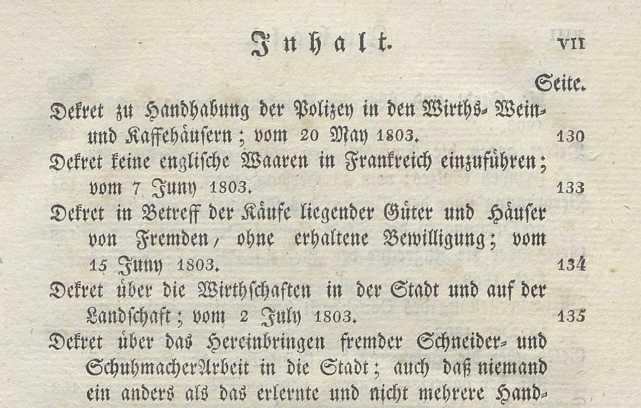 Inhalt. VII
Seite.
Dekret zu Handhabung der Polizey in den Wirths- Wein-
und Kaffehäusern; vom 20 May 1803. 130
Dekret keine englische Waaren in Frankreich einzuführen;
vom 7 Juny 1803. 133
Dekret in Betreff der Käufe liegender Güter und Häuser
von Fremden, ohne erhaltene Bewilligung; vom
15 Juny 1803. 134
Dekret über die Wirthschaften in der Stadt und auf der
Landschaft; vom 2 July 1803. 135
Dekret über das Hereinbringen fremder Schneider- und
SchuhmacherArbeit in die Stadt; auch daß niemand
ein anders als das erlernte und nicht mehrere Hand-